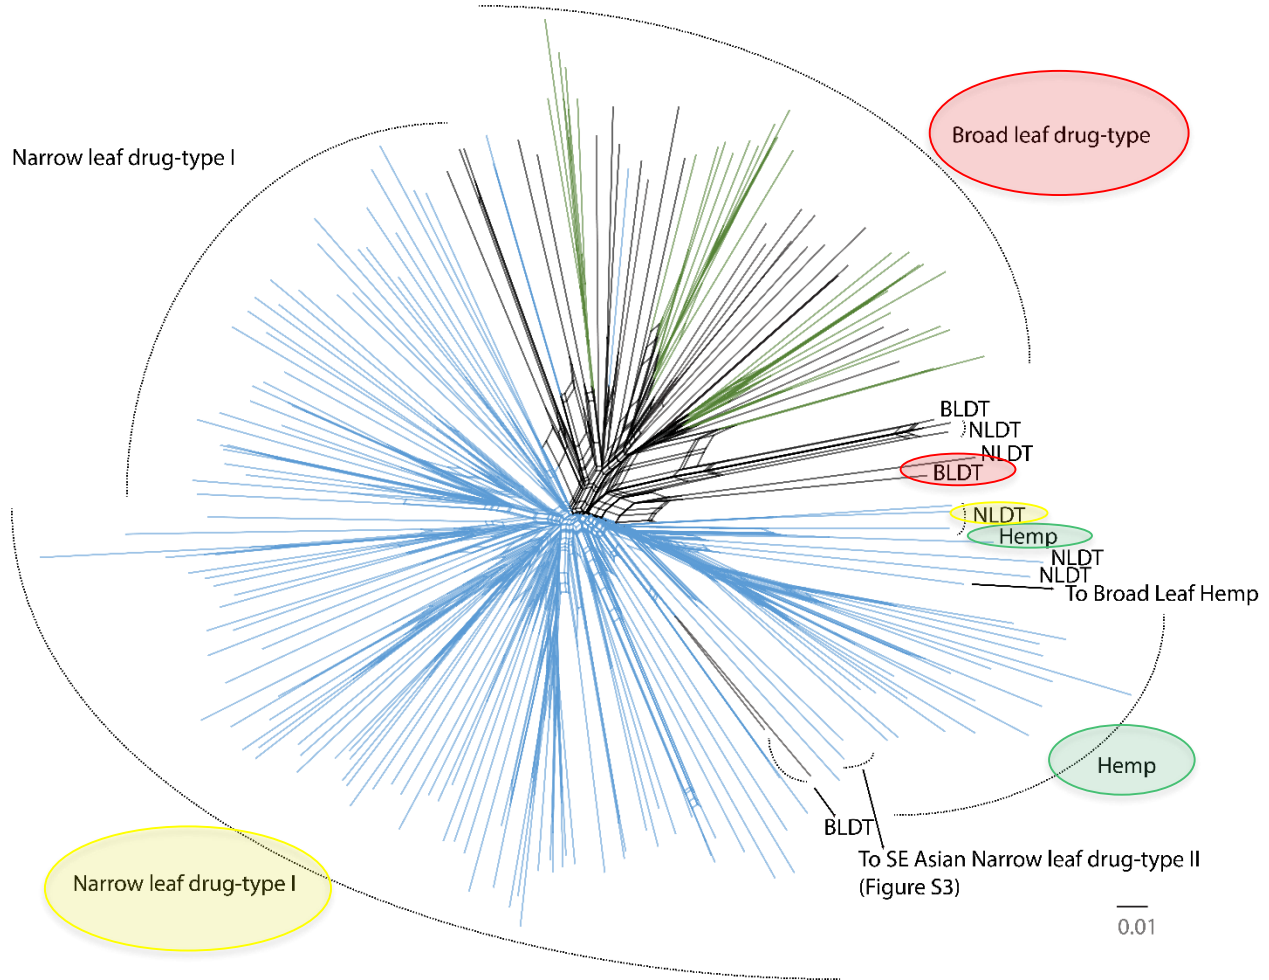 Broad leaf drug-type
Narrow leaf drug-type I
BLDT
NLDT
NLDT
BLDT
NLDT
Hemp
NLDT
NLDT
To Broad Leaf Hemp
Hemp
BLDT
To SE Asian Narrow leaf drug-type II
(Figure S3)
Narrow leaf drug-type I
0.01